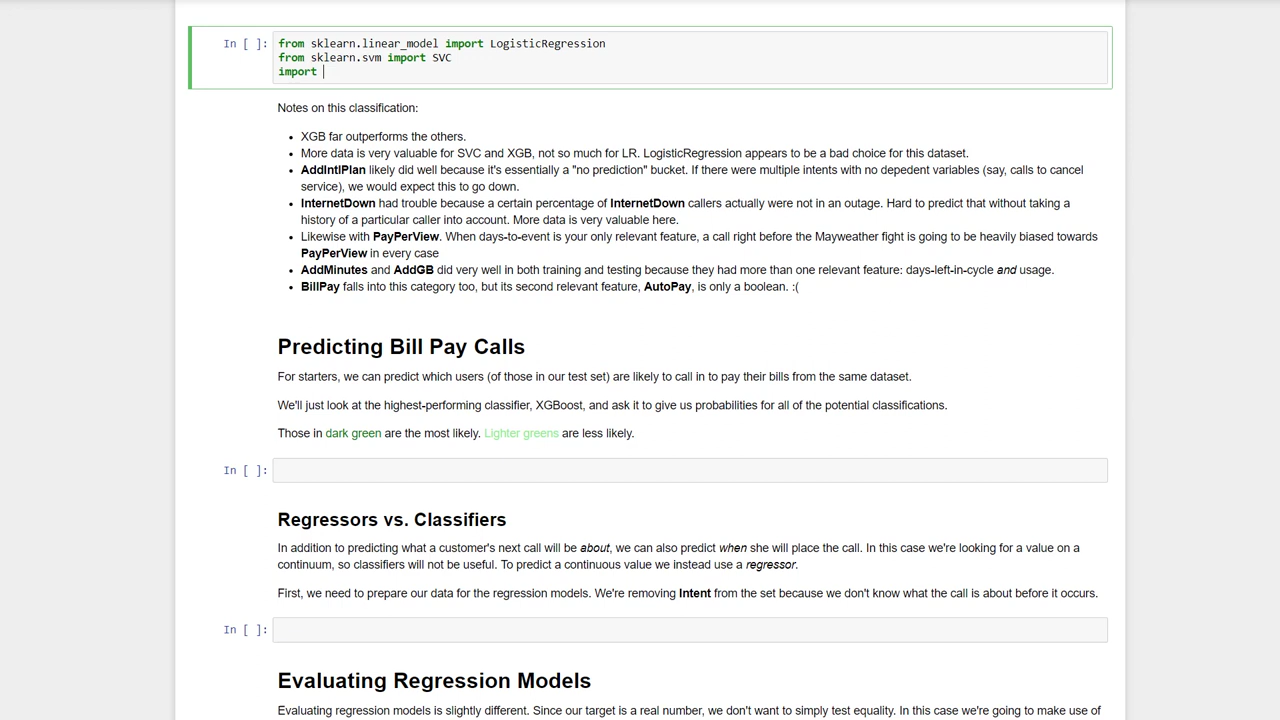 In [ ]: from sklearn.linear_model import LogisticRegression
from sklearn.svm import SVC
import
Notes on this classification:
• XGB far outperforms the others.
• More data is very valuable for SVC and XGB, not so much for LR. LogisticRegression appears to be a bad choice for this dataset.
• AddIntlPlan likely did well because it's essentially a "no prediction" bucket. If there were multiple intents with no depedent variables (say, calls to cancel
service), we would expect this to go down.
• InternetDown had trouble because a certain percentage of InternetDown callers actually were not in an outage. Hard to predict that without taking a
history of a particular caller into account. More data is very valuable here.
• Likewise with PayPerView. When days-to-event is your only relevant feature, a call right before the Mayweather fight is going to be heavily biased towards
PayPerView in every case
• AddMinutes and AddGB did very well in both training and testing because they had more than one relevant feature: days-left-in-cycle and usage.
• BillPay falls into this category too, but its second relevant feature, AutoPay, is only a boolean. :(
Predicting Bill Pay Calls
For starters, we can predict which users (of those in our test set) are likely to call in to pay their bills from the same dataset.
We'll just look at the highest-performing classifier, XGBoost, and ask it to give us probabilities for all of the potential classifications.
Those in dark green are the most likely. Lighter greens are less likely.
In [ ]:
Regressors vs. Classifiers
In addition to predicting what a customer's next call will be about, we can also predict when she will place the call. In this case we're looking for a value on a
continuum, so classifiers will not be useful. To predict a continuous value we instead use a regressor.
First, we need to prepare our data for the regression models. We're removing Intent from the set because we don't know what the call is about before it occurs.
In [ ]:
Evaluating Regression Models
Evaluating regression models is slightly different. Since our target is a real number, we don't want to simply test equality. In this case we're going to make use of